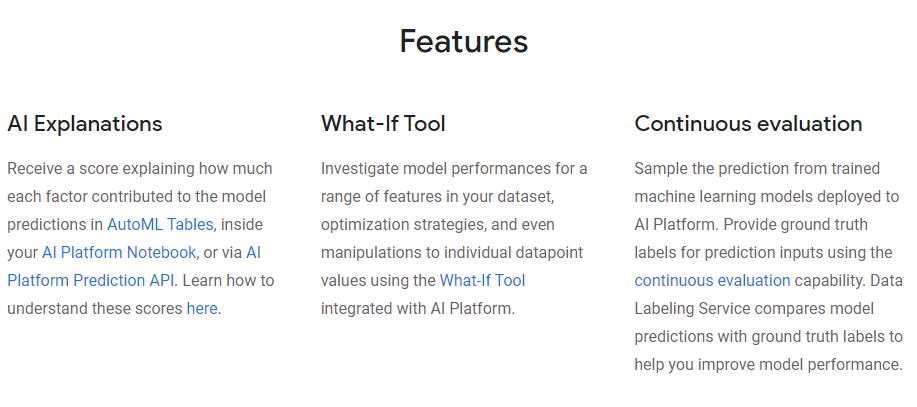 Features
AI Explanations
Receive a score explaining how much
each factor contributed to the model
predictions in AutoML Tables, inside
your AI Platform Notebook, or via AI
Platform Prediction API. Learn how to
understand these scores here.
What-If Tool
Investigate model performances for a
range of features in your dataset,
optimization strategies, and even
manipulations to individual datapoint
values using the What-If Tool
integrated with AI Platform.
Continuous evaluation
Sample the prediction from trained
machine learning models deployed to
AI Platform. Provide ground truth
labels for prediction inputs using the
continuous evaluation capability. Data
Labeling Service compares model
predictions with ground truth labels to
help you improve model performance.